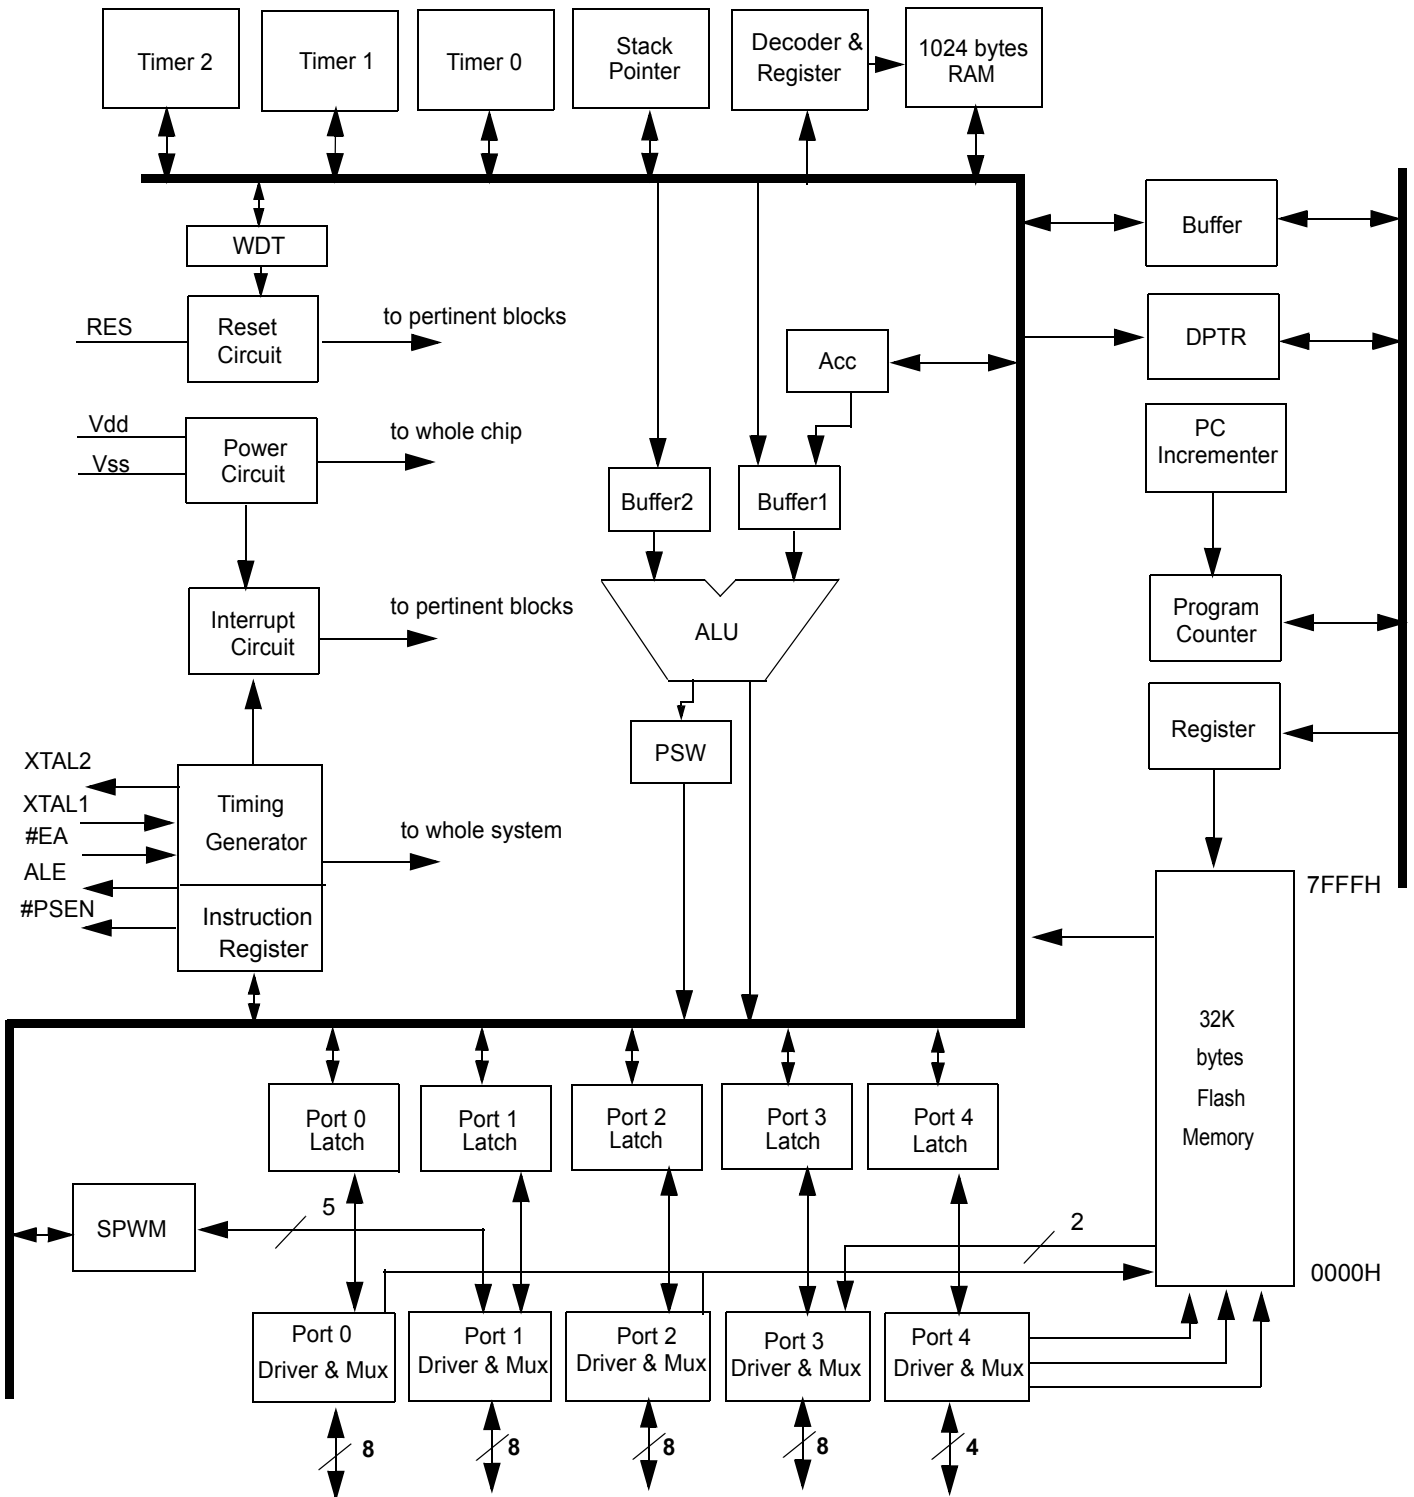 Timer 2
Timer 1
Timer 0
Stack
Pointer
Decoder &
Register
1024 bytes
RAM
WDT
Buffer
RES
Reset
Circuit
to pertinent blocks
Acc
DPTR
Vdd
Vss
Power
Circuit
to whole chip
PC
Incrementer
Buffer2
Buffer1
Interrupt
Circuit
to pertinent blocks
ALU
Program
Counter
PSW
Register
XTAL2
XTAL1
#EA
ALE
#PSEN
Timing
Generator
to whole system
Instruction
Register
7FFFH
32K
bytes
Flash
Memory
0000H
Port 0
Latch
Port 1
Latch
Port 2
Latch
Port 3
Latch
Port 4
Latch
SPWM
5
2
Port 0
Driver & Mux
Port 1
Driver & Mux
Port 2
Driver & Mux
Port 3
Driver & Mux
Port 4
Driver & Mux
8
8
8
8
4